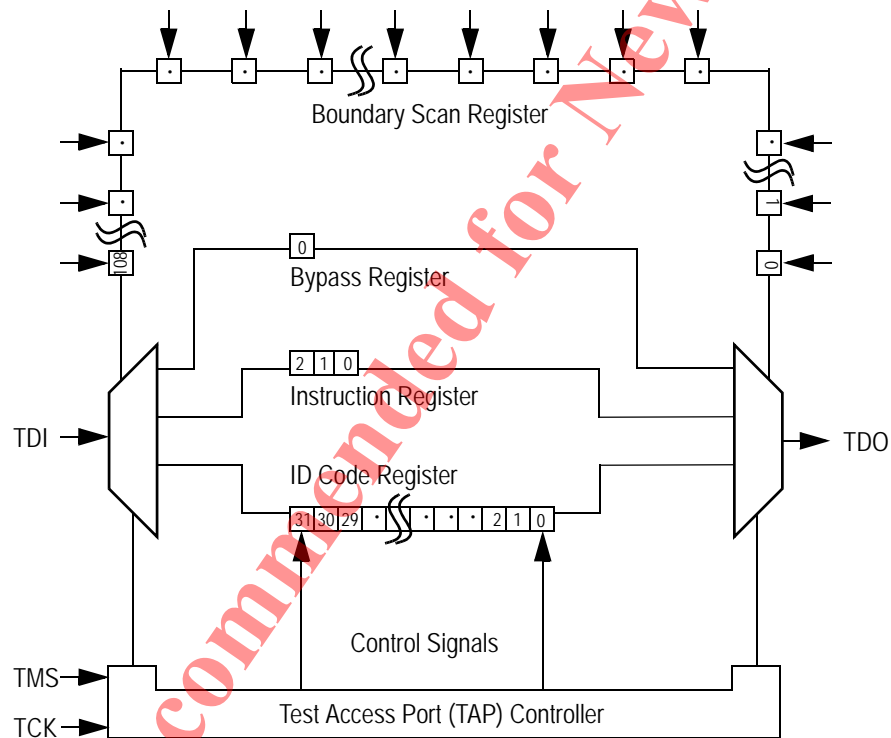 Boundary Scan Register
108
1
0
0
Bypass Register
2 1 0
Instruction Register
TDI
TDO
ID Code Register
31 30 29 · · · · 2 1 0
Control Signals
TMS
Test Access Port (TAP) Controller
TCK
commended for New